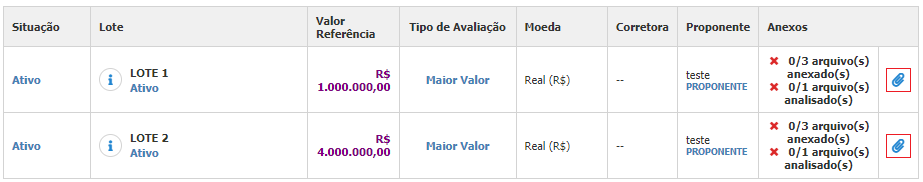 Situação Lote Valor Referência Tipo de Avaliação Moeda Corretora Proponente Anexos
Ativo
i
LOTE 1
Ativo
R$
1.000.000,00
Maior Valor
Real (R$)
--
teste
PROPONENTE
0/3 arquivo(s)
anexado(s)
0/1 arquivo(s)
analisado(s)
Ativo
i
LOTE 2
Ativo
R$
4.000.000,00
Maior Valor
Real (R$)
--
teste
PROPONENTE
0/3 arquivo(s)
anexado(s)
0/1 arquivo(s)
analisado(s)